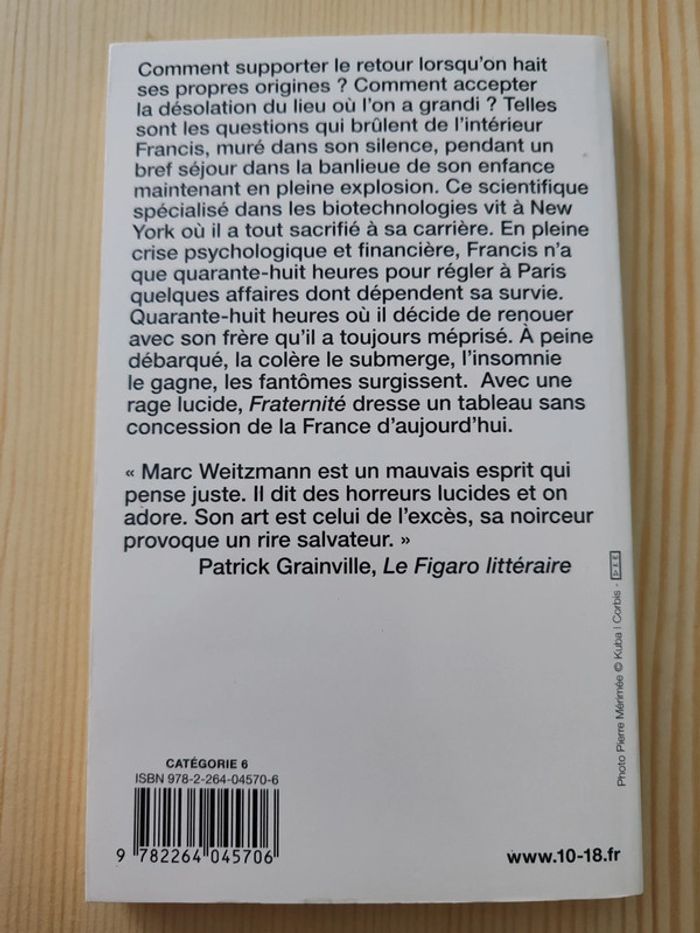 Comment supporter le retour lorsqu'on hait
ses propres origines ? Comment accepter
la désolation du lieu où l'on a grandi ? Telles
sont les questions qui brûlent de l'intérieur
Francis, muré dans son silence, pendant un
bref séjour dans la banlieue de son enfance
maintenant en pleine explosion. Ce scientifique
spécialisé dans les biotechnologies vit à New
York où il a tout sacrifié à sa carrière. En pleine
crise psychologique et financière, Francis n'a
que quarante-huit heures pour régler à Paris
quelques affaires dont dépendent sa survie.
Quarante-huit heures où il décide de renouer
avec son frère qu'il a toujours méprisé. À peine
débarqué, la colère le submerge, l'insomnie
le gagne, les fantômes surgissent. Avec une
rage lucide, Fraternité dresse un tableau sans
concession de la France d'aujourd'hui.
« Marc Weitzmann est un mauvais esprit qui
pense juste. Il dit des horreurs lucides et on
adore. Son art est celui de l'excès, sa noirceur
provoque un rire salvateur. »
Patrick Grainville, Le Figaro littéraire
Photo Pierre Mérimée © Kuba | Corbis -
CATÉGORIE 6
ISBN 978-2-264-04570-6
9 782264 045706
www.10-18.fr